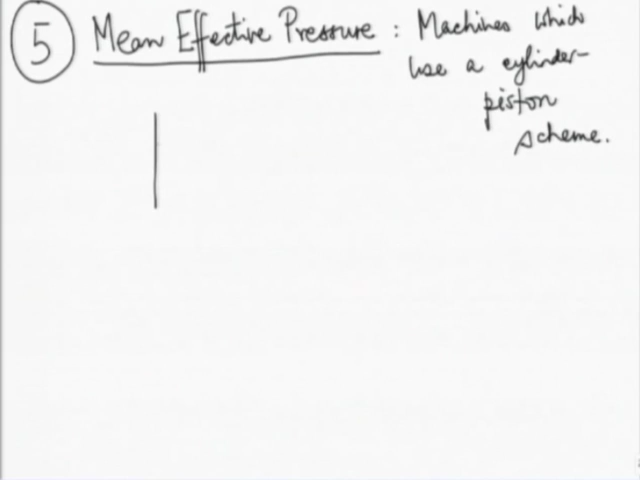 5 Mean Effective Pressure : Machines which
use a cylinder-
piston
scheme.